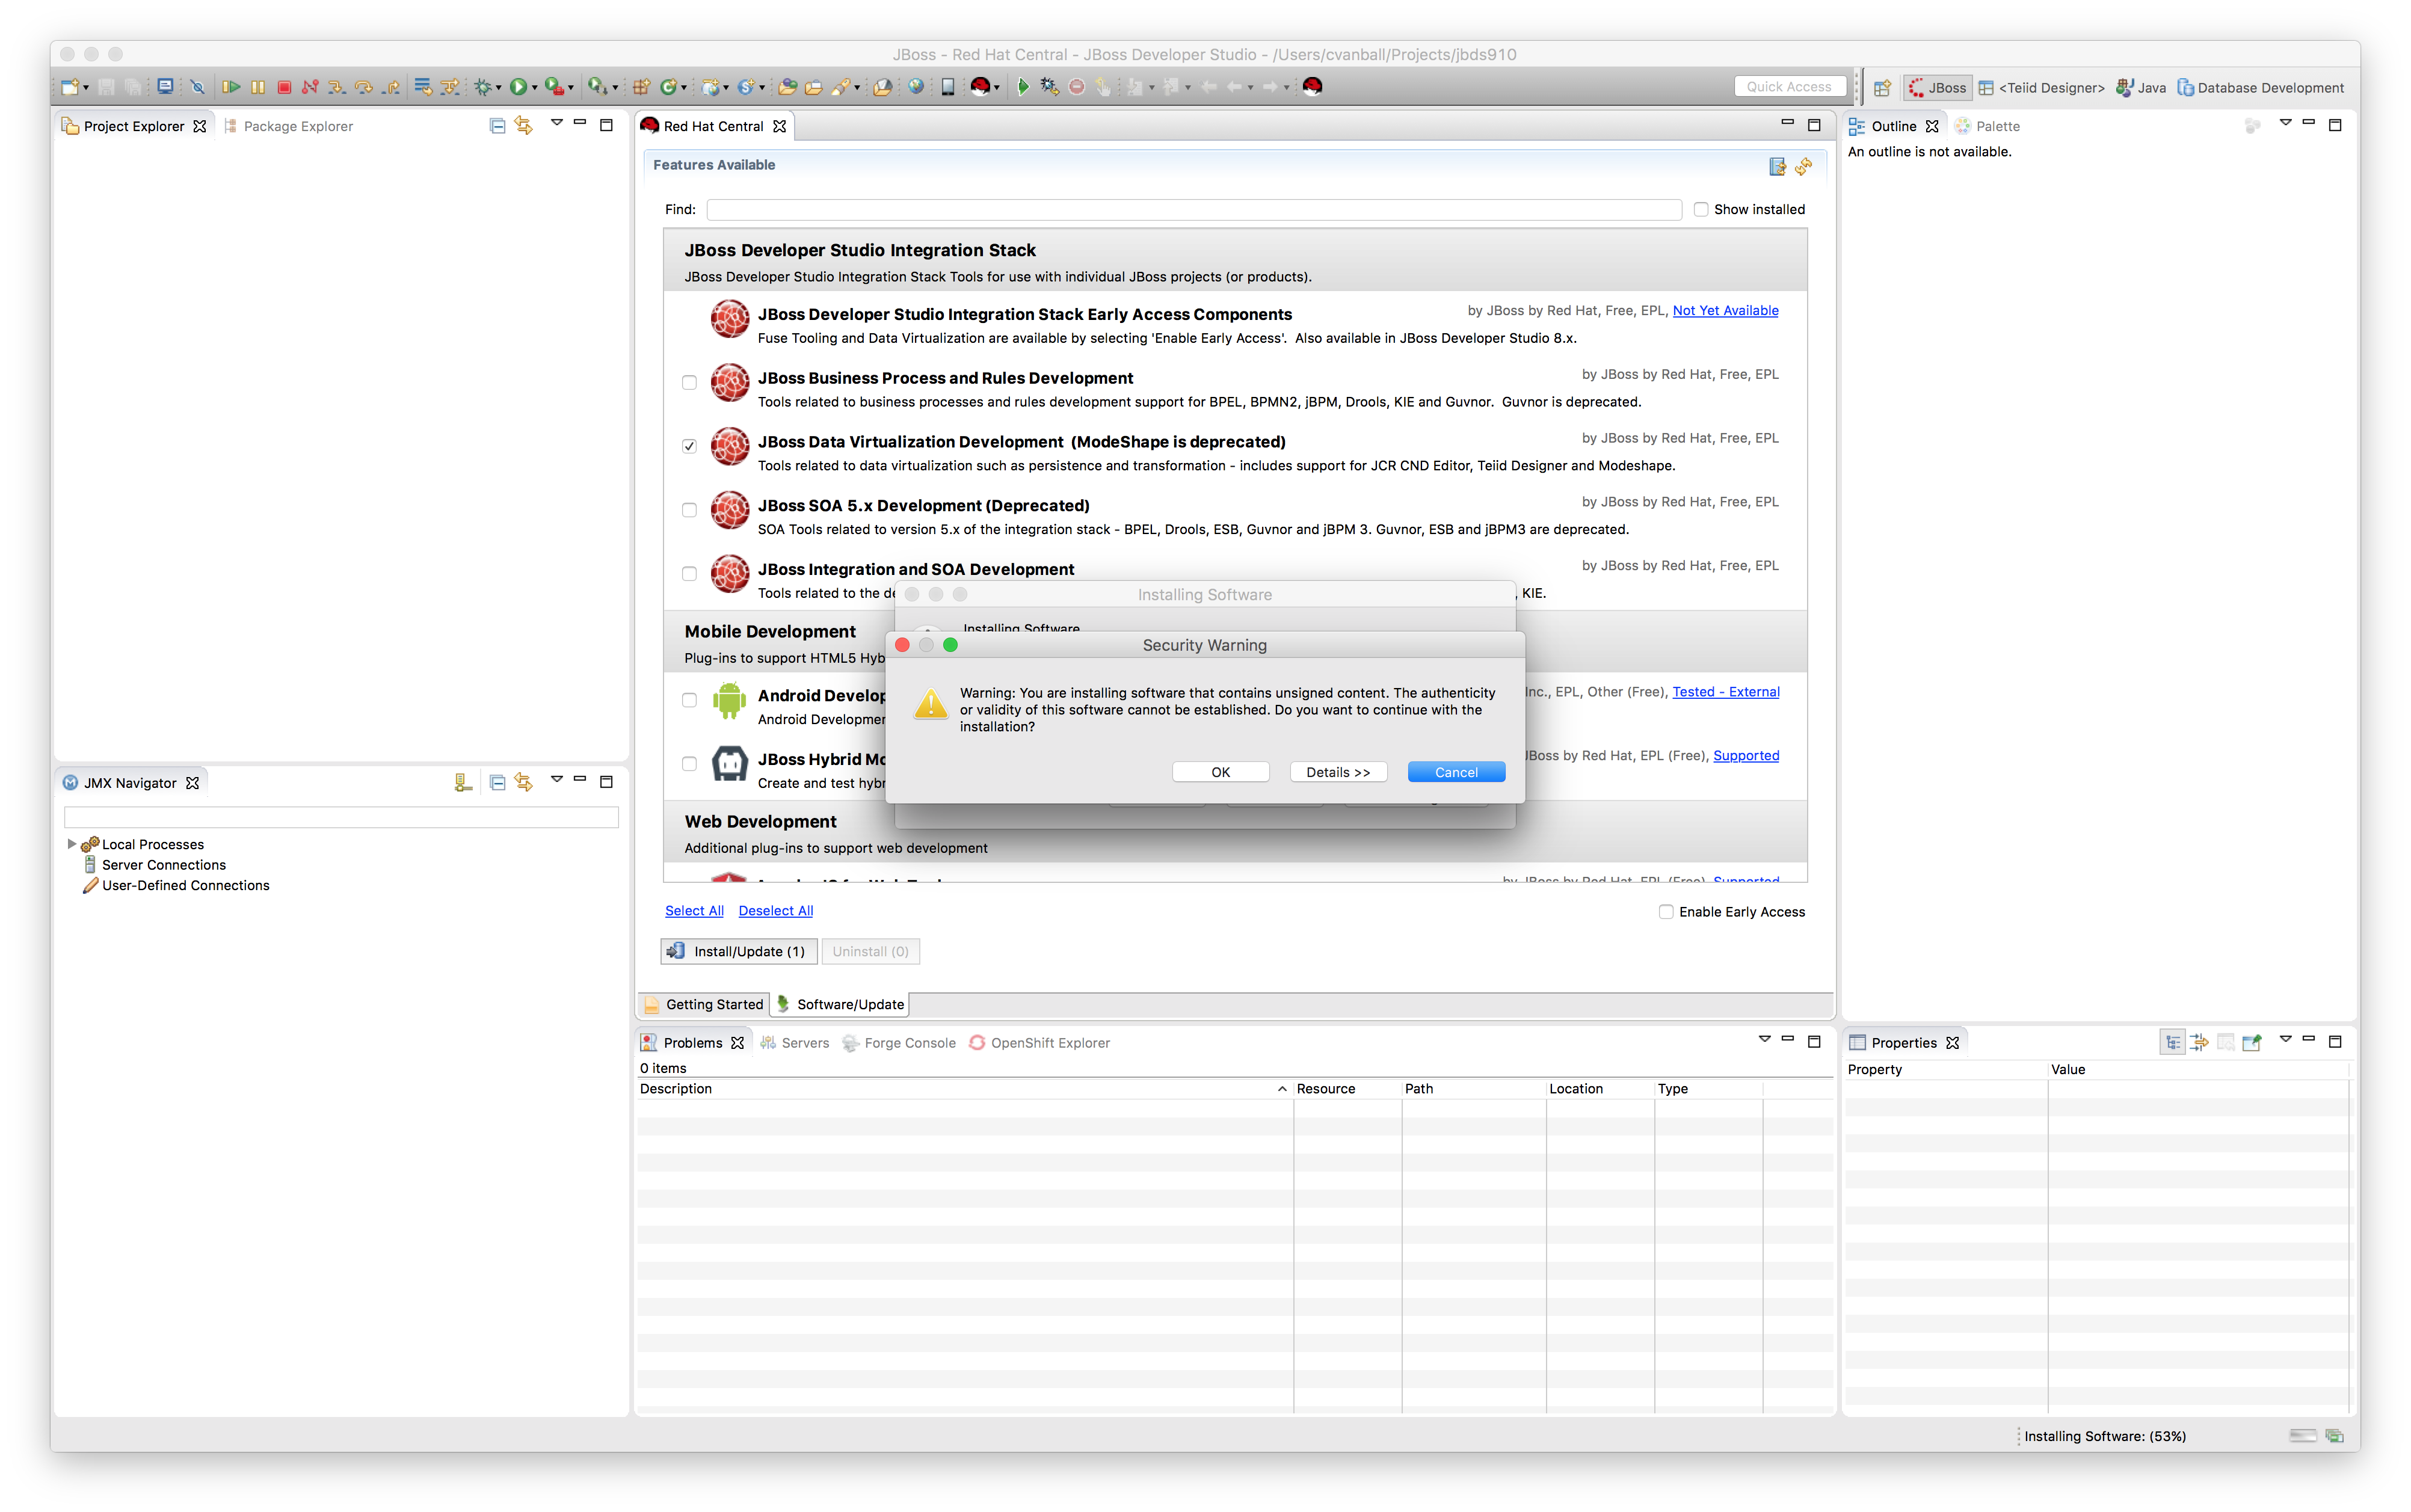 JBoss - Red Hat Central - JBoss Developer Studio - /Users/cvanball/Projects/jbds910
Quick Access
JBoss
<Teiid Designer>
Java
Database Development
Project Explorer
Package Explorer
Red Hat Central
Outline
Palette
An outline is not available.
Features Available
Find:
Show installed
JBoss Developer Studio Integration Stack
JBoss Developer Studio Integration Stack Tools for use with individual JBoss projects (or products).
JBoss Developer Studio Integration Stack Early Access Components
by JBoss by Red Hat, Free, EPL, Not Yet Available
Fuse Tooling and Data Virtualization are available by selecting 'Enable Early Access'.  Also available in JBoss Developer Studio 8.x.
JBoss Business Process and Rules Development
by JBoss by Red Hat, Free, EPL
Tools related to business processes and rules development support for BPEL, BPMN2, jBPM, Drools, KIE and Guvnor.  Guvnor is deprecated.
JBoss Data Virtualization Development  (ModeShape is deprecated)
by JBoss by Red Hat, Free, EPL
Tools related to data virtualization such as persistence and transformation - includes support for JCR CND Editor, Teiid Designer and Modeshape.
JBoss SOA 5.x Development (Deprecated)
by JBoss by Red Hat, Free, EPL
SOA Tools related to version 5.x of the integration stack - BPEL, Drools, ESB, Guvnor and jBPM 3. Guvnor, ESB and jBPM3 are deprecated.
JBoss Integration and SOA Development
by JBoss by Red Hat, Free, EPL
Tools related to the de
, KIE.
Installing Software
Installing Software
Mobile Development
Plug-ins to support HTML5 Hyb
Security Warning
Warning: You are installing software that contains unsigned content. The authenticity
or validity of this software cannot be established. Do you want to continue with the
installation?
OK
Details >>
Cancel
Android Develop
Inc., EPL, Other (Free), Tested - External
Android Developmen
JBoss Hybrid Mo
JBoss by Red Hat, EPL (Free), Supported
Create and test hybr
Web Development
Additional plug-ins to support web development
by JBoss by Red Hat, EPL (Free), Supported
Select All
Deselect All
Enable Early Access
Install/Update (1)
Uninstall (0)
Getting Started
Software/Update
JMX Navigator
Local Processes
Server Connections
User-Defined Connections
Problems
Servers
Forge Console
OpenShift Explorer
0 items
Description
Resource
Path
Location
Type
Properties
Property
Value
Installing Software: (53%)